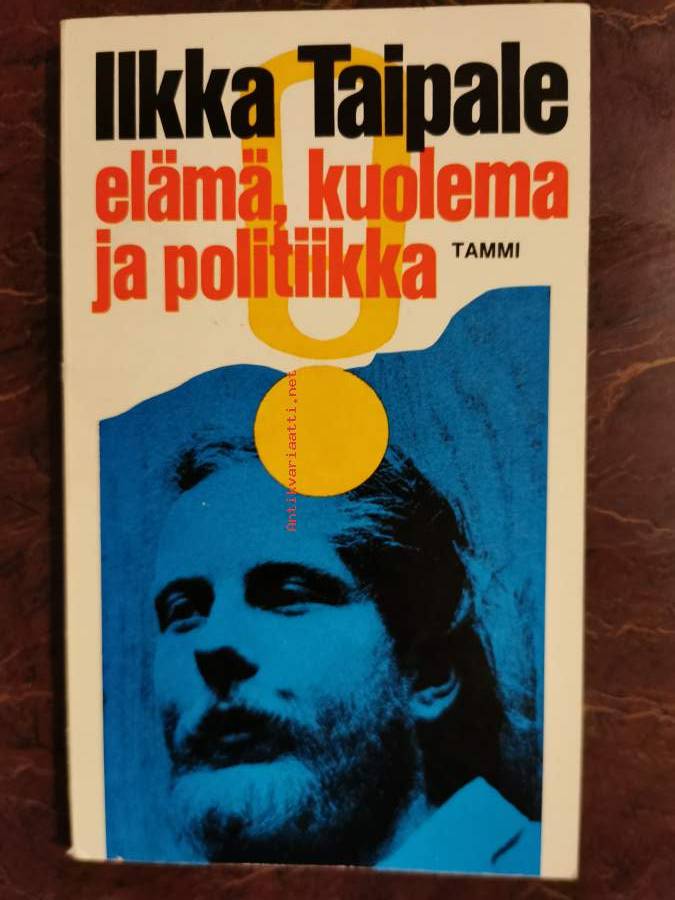 Ilkka Taipale
elämä, kuolema
ja politiikka
TAMMI
Antikvariaatti.net